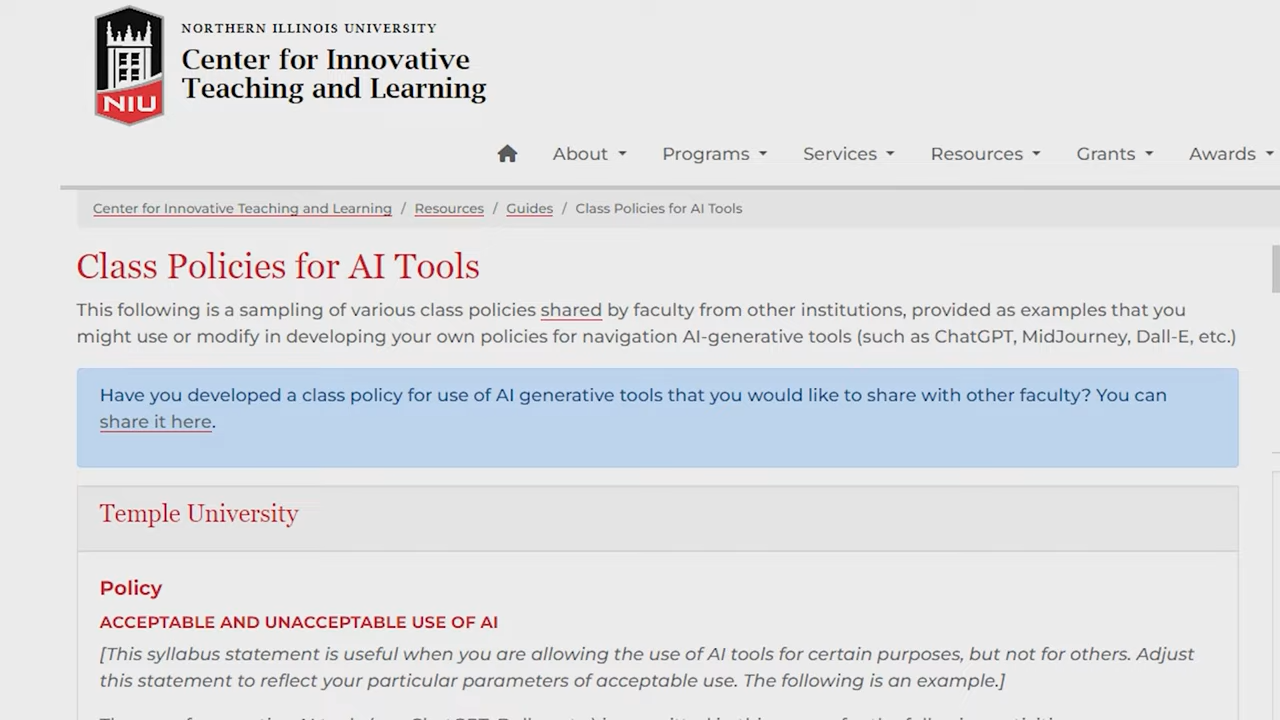 NORTHERN ILLINOIS UNIVERSITY
Center for Innovative
Teaching and Learning
NIU
About Programs Services Resources Grants Awards
Center for Innovative Teaching and Learning / Resources / Guides / Class Policies for AI Tools
Class Policies for AI Tools
This following is a sampling of various class policies shared by faculty from other institutions, provided as examples that you
might use or modify in developing your own policies for navigation AI-generative tools (such as ChatGPT, MidJourney, Dall-E, etc.)
Have you developed a class policy for use of AI generative tools that you would like to share with other faculty? You can
share it here.
Temple University
Policy
ACCEPTABLE AND UNACCEPTABLE USE OF AI
[This syllabus statement is useful when you are allowing the use of AI tools for certain purposes, but not for others. Adjust
this statement to reflect your particular parameters of acceptable use. The following is an example.]